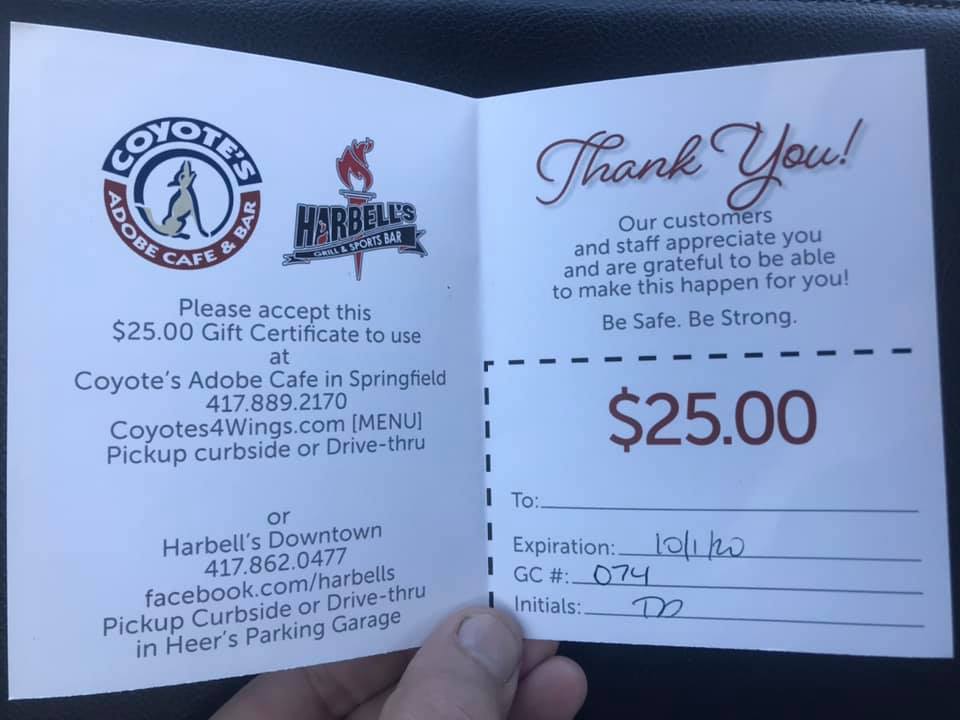 COYOTE'S
ADOBE CAFE & BAR
HARBELL'S
GRILL & SPORTS BAR
Please accept this
$25.00 Gift Certificate to use
at
Coyote's Adobe Cafe in Springfield
417.889.2170
Coyotes4Wings.com [MENU]
Pickup curbside or Drive-thru
or
Harbell's Downtown
417.862.0477
facebook.com/harbells
Pickup Curbside or Drive-thru
in Heer's Parking Garage
Thank You!
Our customers
and staff appreciate you
and are grateful to be able
to make this happen for you!
Be Safe. Be Strong.
$25.00
To:
Expiration: 10/1/20
GC #: 074
Initials: